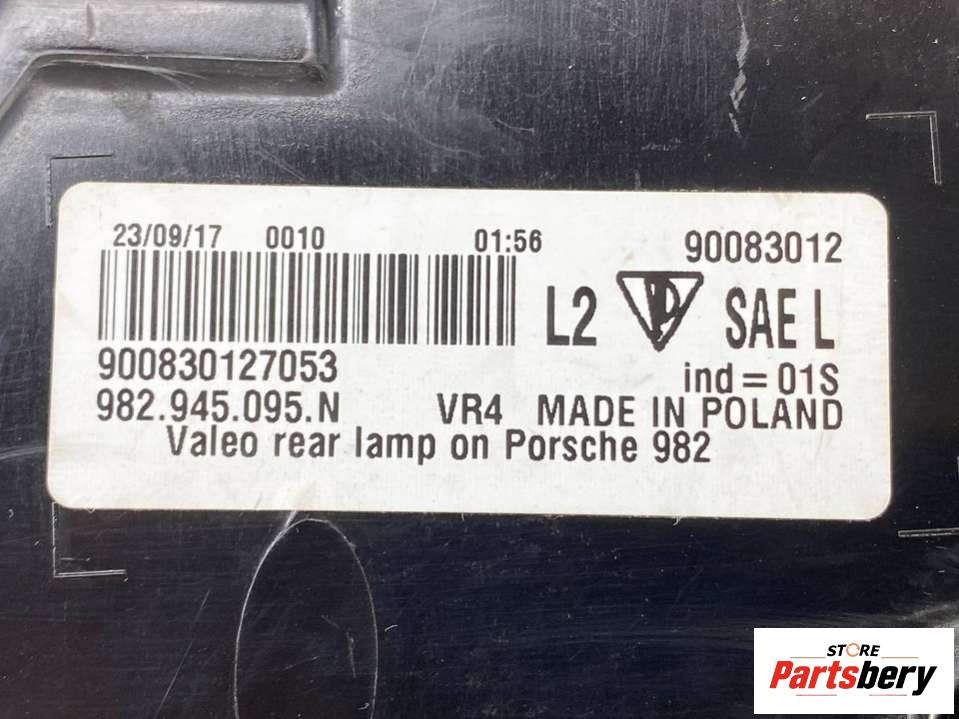 23/09/17 0010 01:56 90083012
L2 SAE L
900830127053 ind = 01S
982.945.095.N VR4 MADE IN POLAND
Valeo rear lamp on Porsche 982
STORE
Partsbery